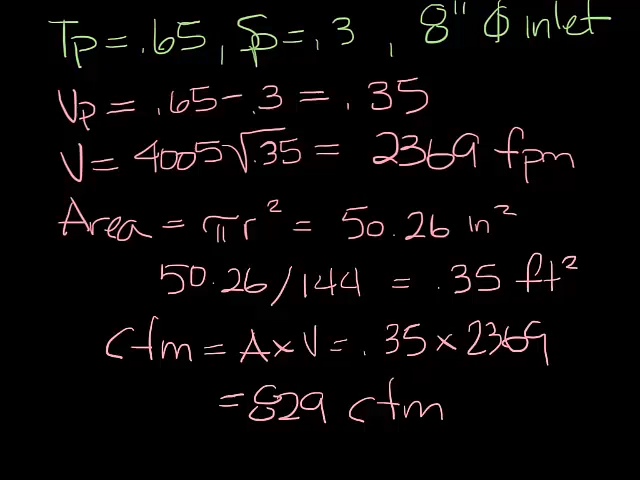 Tp = .65, Sp = .3, 8" ϕ inlet
Vp = .65 - .3 = .35
V = 4005√.35 = 2369 fpm
Area = πr² = 50.26 in²
50.26/144 = .35 ft²
Cfm = A x V = .35 x 2369
= 829 cfm